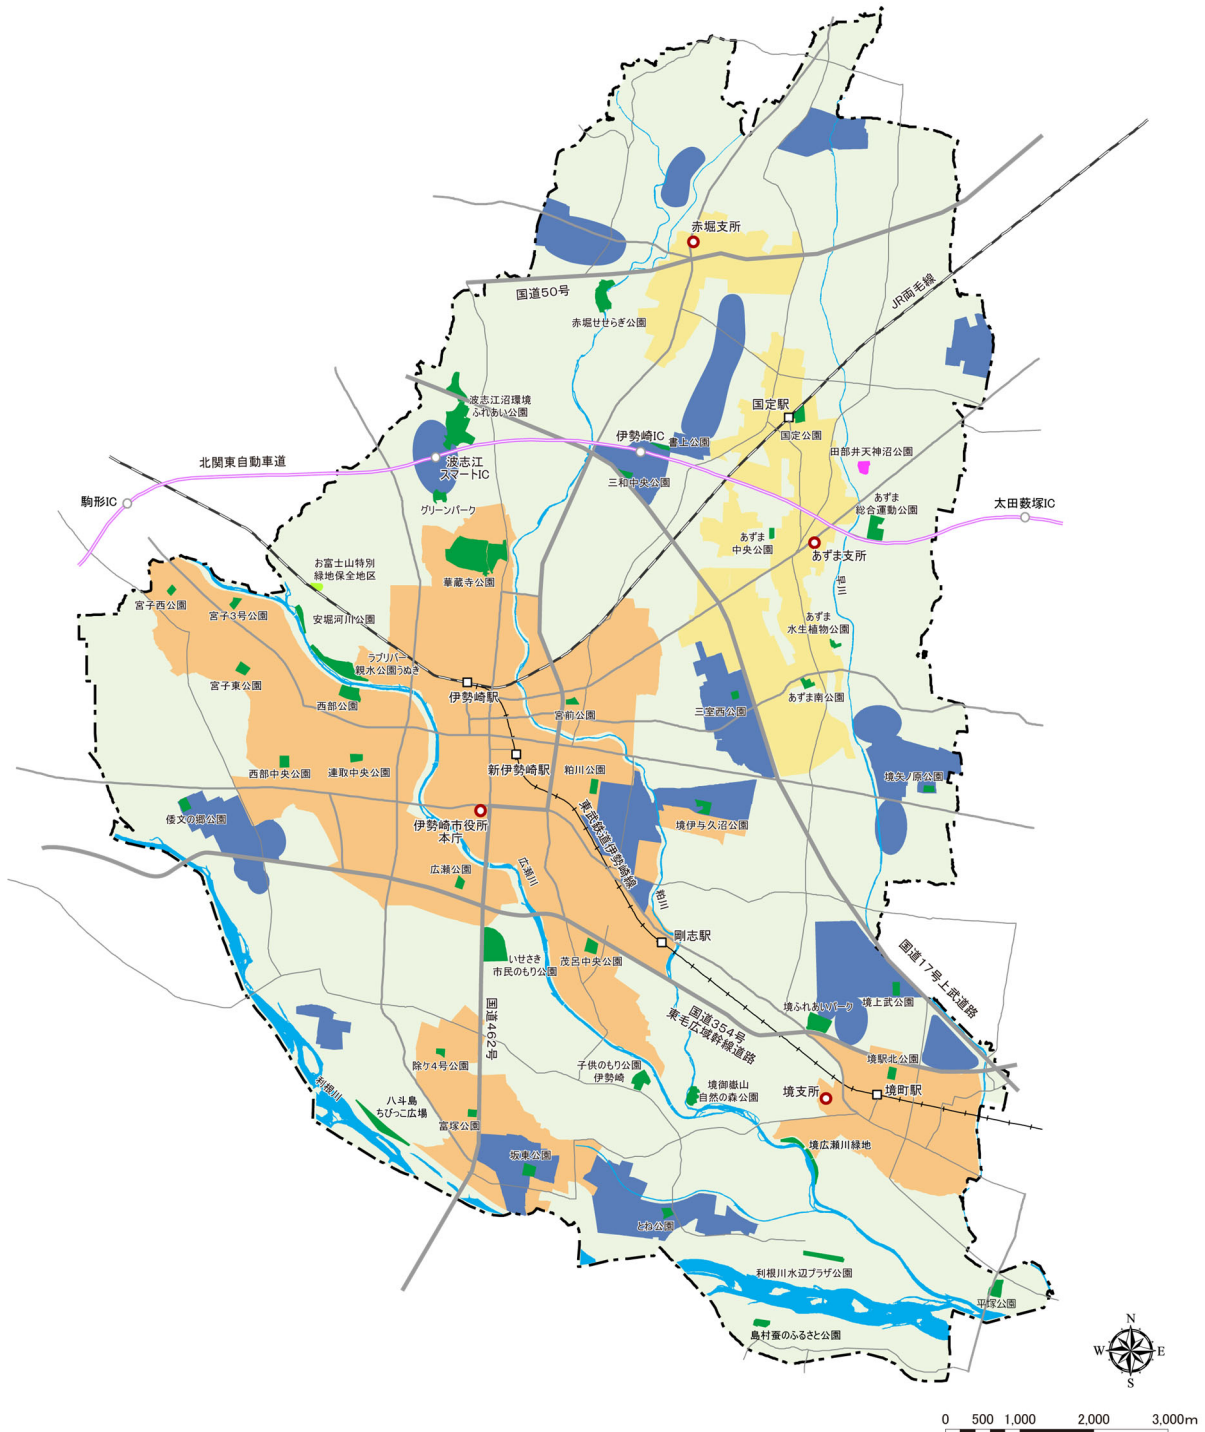 赤堀支所
国道50号
JR両毛線
赤堀せせらぎ公園
波志江沼環境
ふれあい公園
国定駅
国定公園
伊勢崎IC
書上公園
田部井天神沼公園
北関東自動車道
波志江
スマートIC
三和中央公園
駒形IC
グリーンパーク
あずま
総合運動公園
太田藪塚IC
あずま
中央公園
あずま支所
お富士山特別
緑地保全地区
華蔵寺公園
早川
宮子西公園
宮子3号公園
安堀河川公園
あずま
水生植物公園
ラブリバー
親水公園うぬき
宮子東公園
西部公園
伊勢崎駅
宮前公園
三室西公園
あずま南公園
新伊勢崎駅
西部中央公園
連取中央公園
粕川公園
境矢ノ原公園
倭文の郷公園
伊勢崎市役所
本庁
東武鉄道伊勢崎線
境伊与久沼公園
広瀬公園
広瀬川
粕川
剛志駅
いせさき
市民のもり公園
茂呂中央公園
国道17号上武道路
境上武公園
境ふれあいパーク
国道462号
国道354号
東毛広域幹線道路
除ケ4号公園
子供のもり公園
伊勢崎
境駅北公園
利根川
八斗島
ちびっこ広場
境御嶽山
自然の森公園
境支所
境町駅
富塚公園
境広瀬川緑地
坂東公園
とね公園
利根川水辺プラザ公園
平塚公園
島村蚕のふるさと公園
N
W E
S
0 500 1,000 2,000 3,000m